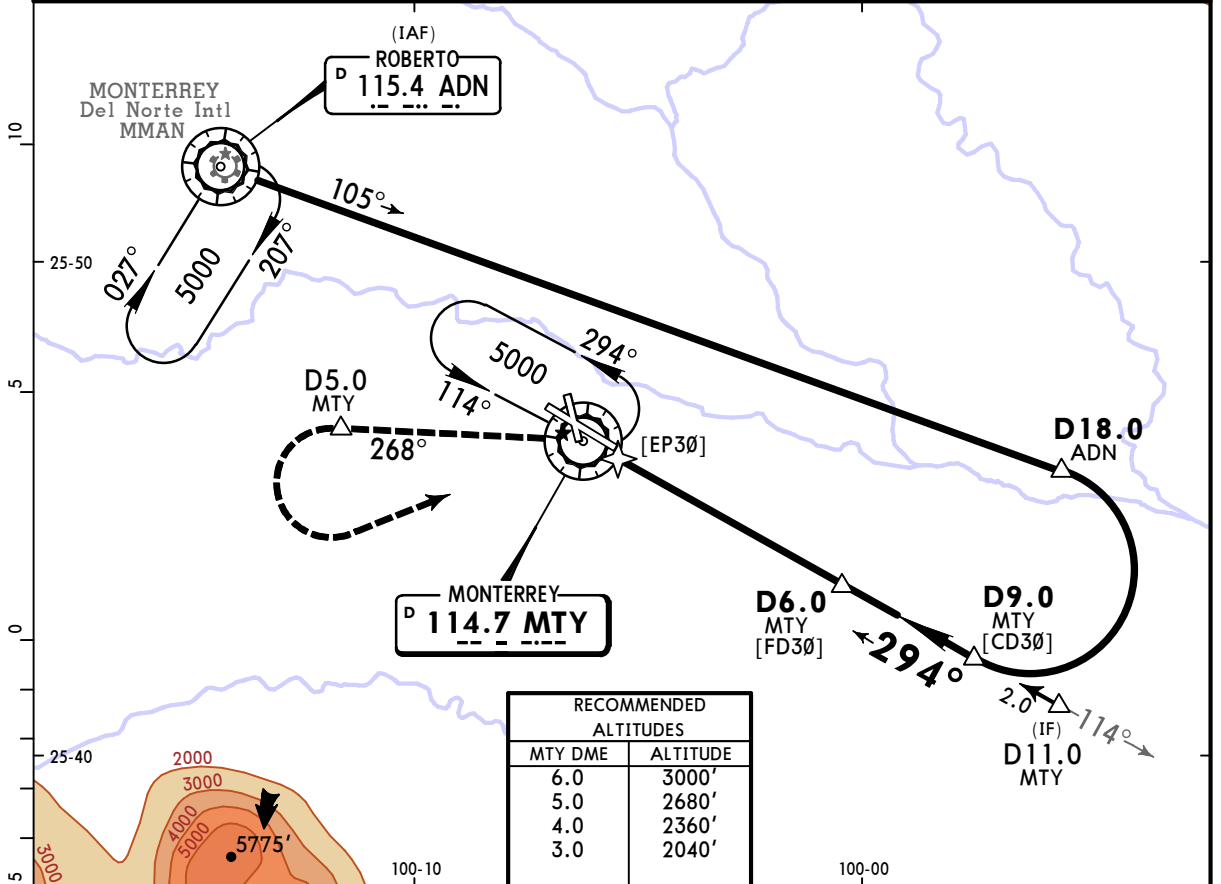 (IAF)
ROBERTO
D 115.4 ADN
MONTERREY
Del Norte Intl
MMAN
10
105°
25-50
027°
5000
207°
294°
5000
114°
5
D5.0
MTY
268°
[EP3Ø]
D18.0
ADN
MONTERREY
D 114.7 MTY
D6.0
MTY
[FD3Ø]
D9.0
MTY
[CD3Ø]
294°
0
2.0
(IF)
D11.0
MTY
114°
25-40
RECOMMENDED
ALTITUDES
MTY DME ALTITUDE
6.0 3000'
5.0 2680'
4.0 2360'
3.0 2040'
2000
3000
4000
5000
5775'
3000
5
100-10
100-00